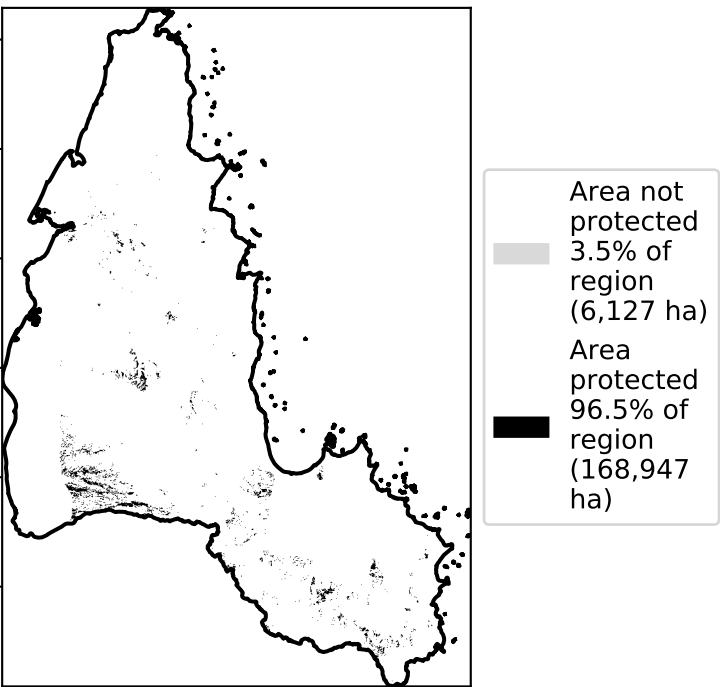 Area not
protected
3.5% of
region
(6,127 ha)
Area
protected
96.5% of
region
(168,947
ha)